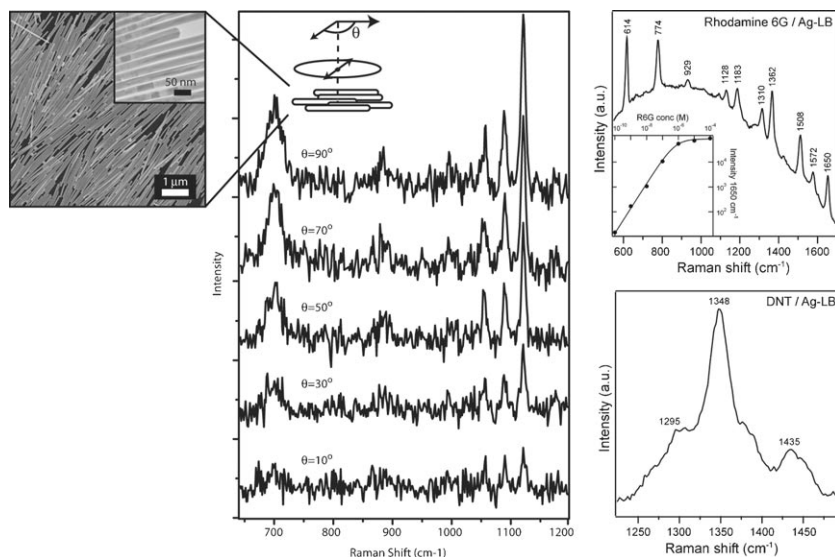 50 nm
1 µm
θ
θ=90°
θ=70°
θ=50°
θ=30°
θ=10°
Intensity
700 800 900 1000 1100 1200
Raman Shift (cm-1)
Rhodamine 6G / Ag-LB
614
774
929
1128
1183
1310
1362
1508
1572
1650
R6G conc (M)
Intensity 1650 cm⁻¹
Intensity (a.u.)
600 800 1000 1200 1400 1600
Raman shift (cm⁻¹)
DNT / Ag-LB
1348
1295
1435
Intensity (a.u.)
1250 1300 1350 1400 1450
Raman shift (cm⁻¹)